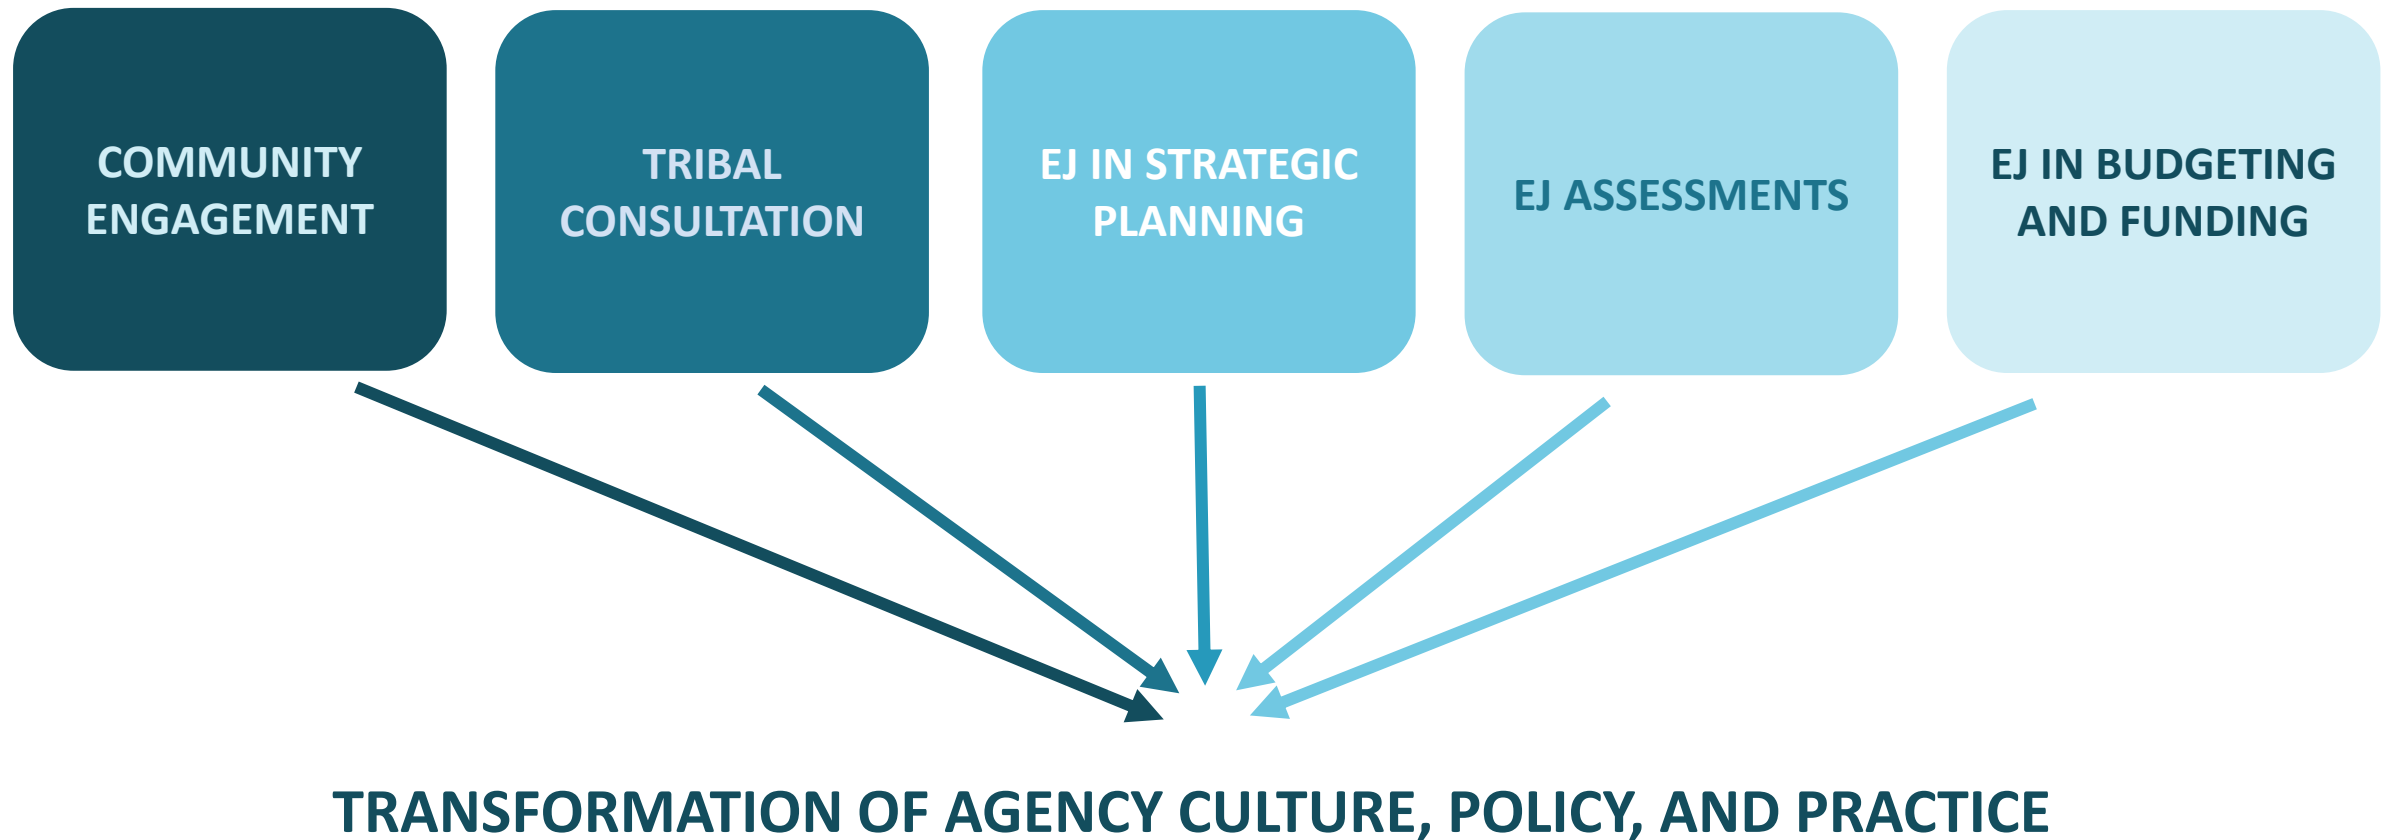 COMMUNITY
ENGAGEMENT
TRIBAL
CONSULTATION
EJ IN STRATEGIC
PLANNING
EJ ASSESSMENTS
EJ IN BUDGETING
AND FUNDING
TRANSFORMATION OF AGENCY CULTURE, POLICY, AND PRACTICE